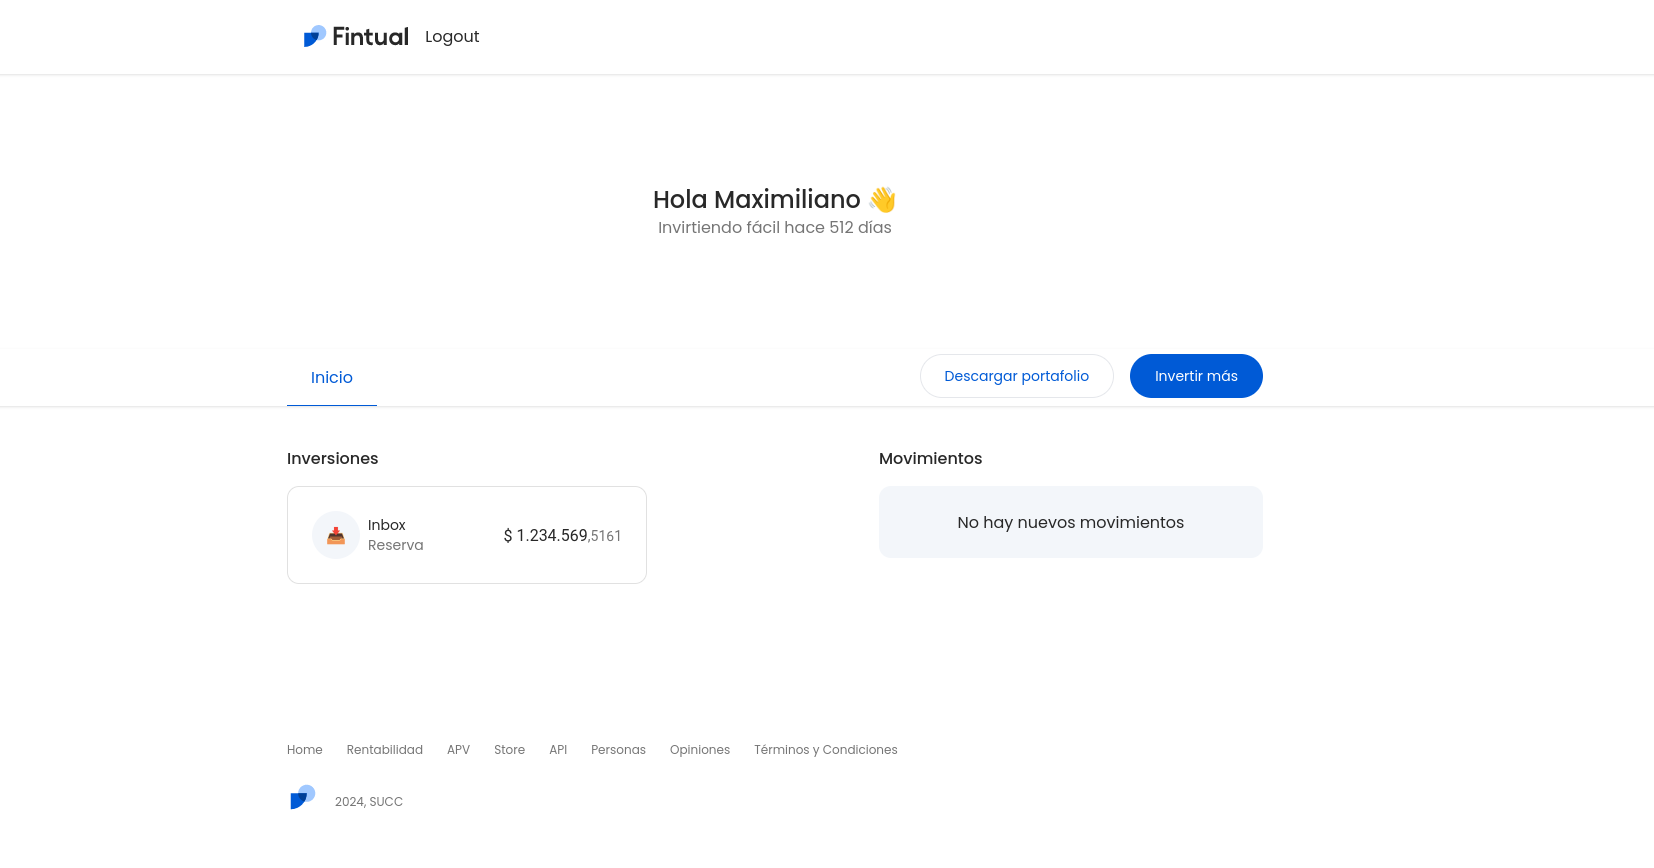 Fintual Logout
Hola Maximiliano 👋
Invirtiendo fácil hace 512 días
Inicio
Descargar portafolio
Invertir más
Inversiones
Inbox
Reserva
$ 1.234.569,5161
Movimientos
No hay nuevos movimientos
Home Rentabilidad APV Store API Personas Opiniones Términos y Condiciones
2024, SUCC